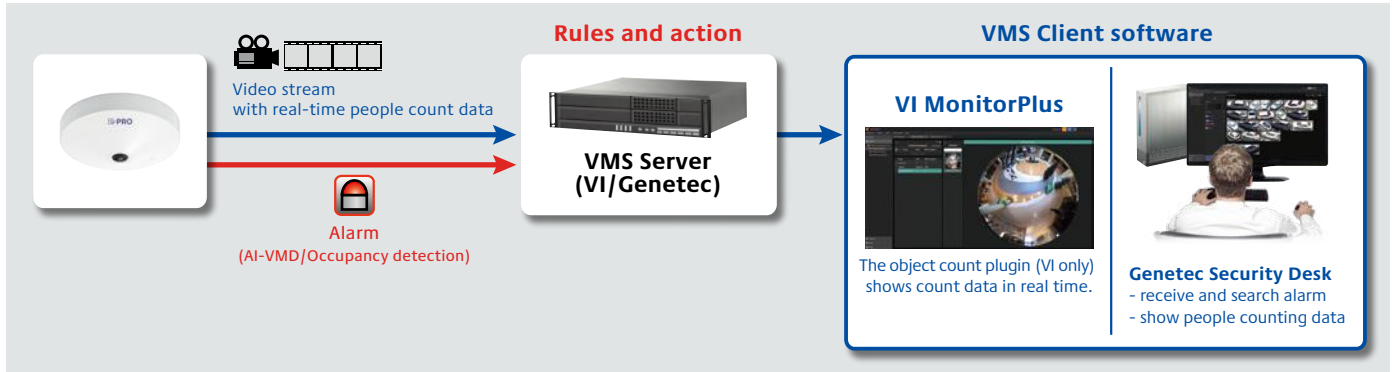 i-PRO
Video stream
with real-time people count data
Alarm
(AI-VMD/Occupancy detection)
Rules and action
VMS Server
(VI/Genetec)
VMS Client software
VI MonitorPlus
The object count plugin (VI only)
shows count data in real time.
Genetec Security Desk
- receive and search alarm
- show people counting data